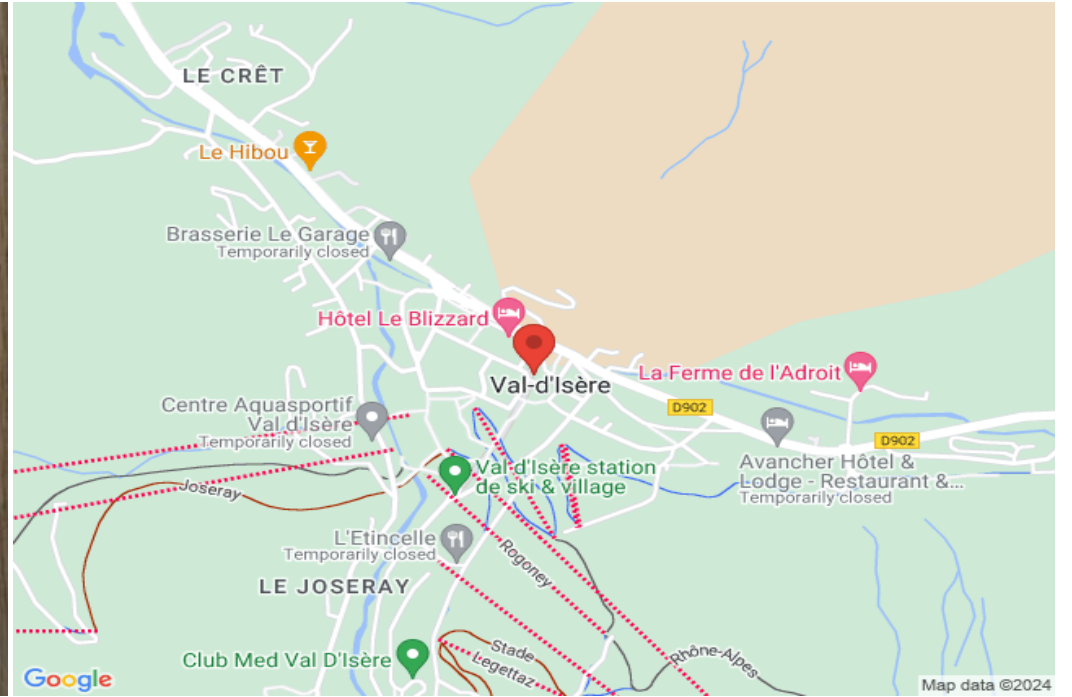 LE CRÊT
Le Hibou
Brasserie Le Garage
Temporarily closed
Hôtel Le Blizzard
Val-d'Isère
La Ferme de l'Adroit
D902
Centre Aquasportif
Val d'Isère
Temporarily closed
D902
Avancher Hôtel &
Lodge - Restaurant &...
Temporarily closed
Val d'Isère station
de ski & village
Joseray
L'Etincelle
Temporarily closed
Rogoney
LE JOSERAY
Stade
Legettaz
Rhône-Alpes
Club Med Val D'Isère
Google
Map data ©2024